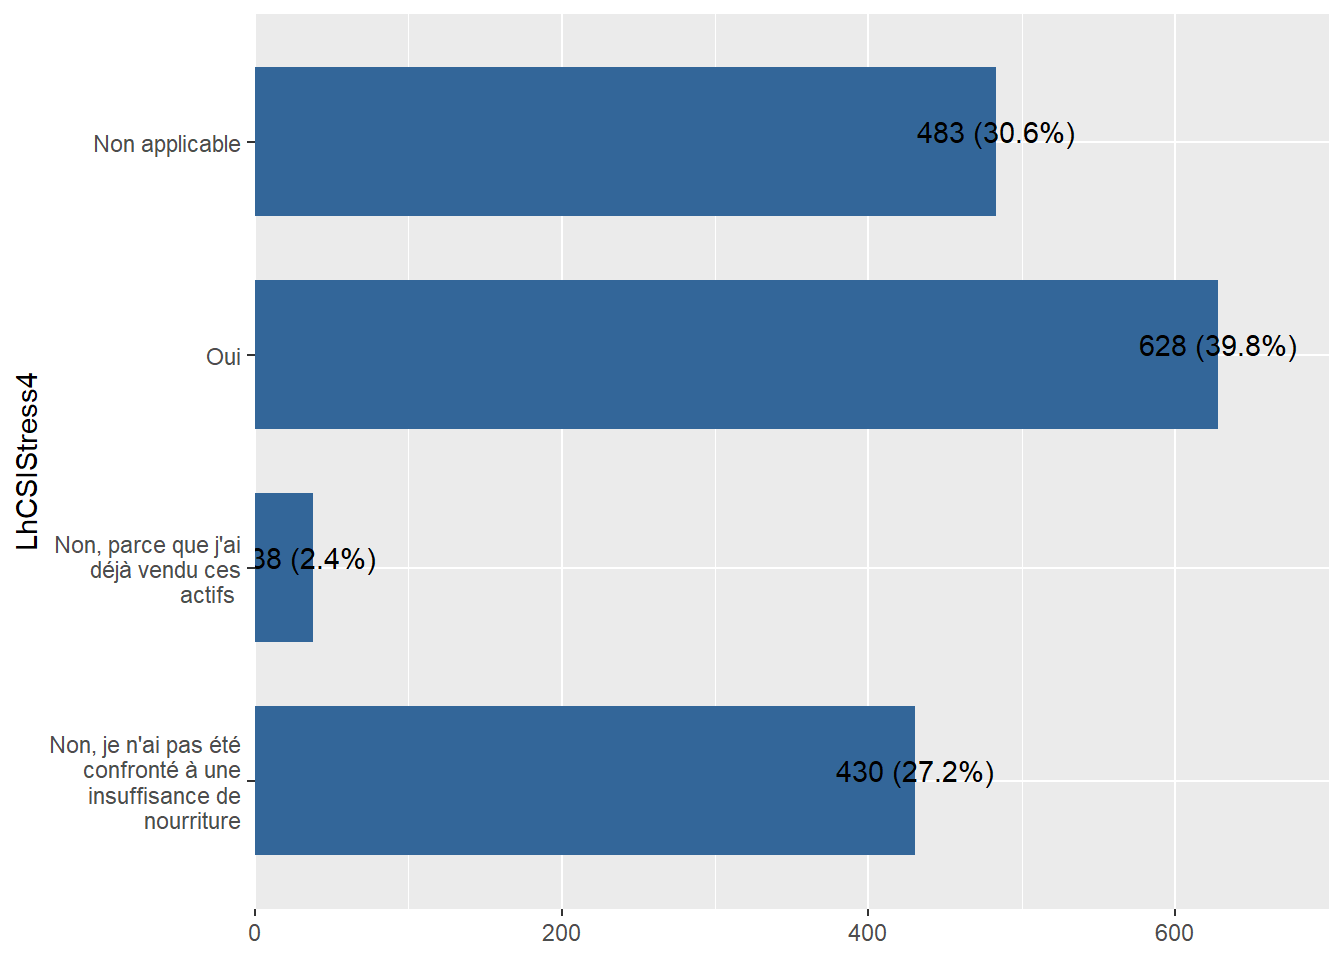 LhCSIStress4
Non applicable
483 (30.6%)
Oui
628 (39.8%)
Non, parce que j'ai
déjà vendu ces
actifs
38 (2.4%)
Non, je n'ai pas été
confronté à une
insuffisance de
nourriture
430 (27.2%)
0 200 400 600